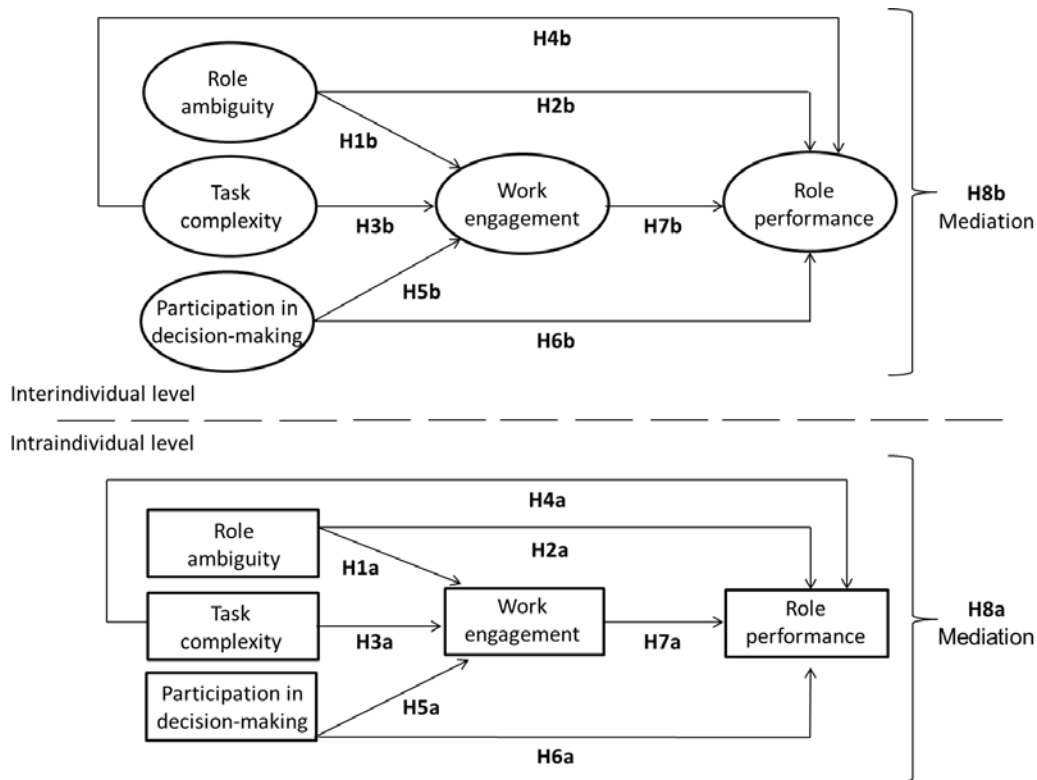 H4b
Role
ambiguity
H2b
H1b
Task
complexity
H3b
Work
engagement
H7b
Role
performance
H8b
Mediation
Participation in
decision-making
H5b
H6b
Interindividual level
Intraindividual level
H4a
Role
ambiguity
H2a
H1a
Task
complexity
H3a
Work
engagement
H7a
Role
performance
H8a
Mediation
Participation in
decision-making
H5a
H6a